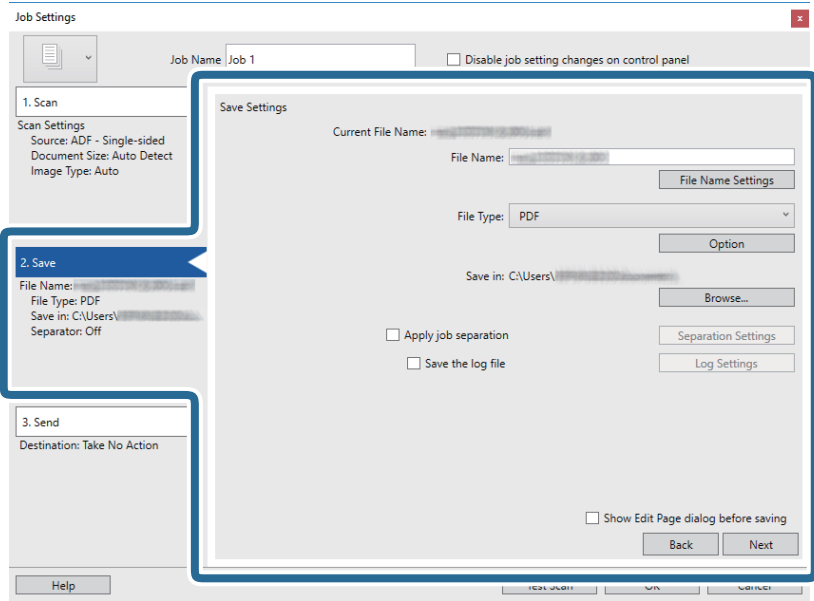 Job Settings
x
Job Name Job 1
Disable job setting changes on control panel
1. Scan
Scan Settings
Source: ADF - Single-sided
Document Size: Auto Detect
Image Type: Auto
2. Save
File Name:
File Type: PDF
Save in: C:\Users\
Separator: Off
3. Send
Destination: Take No Action
Save Settings
Current File Name:
File Name:
File Name Settings
File Type: PDF
Option
Save in: C:\Users\
Browse...
Apply job separation
Separation Settings
Save the log file
Log Settings
Show Edit Page dialog before saving
Back
Next
Help
Test Scan
OK
Cancel